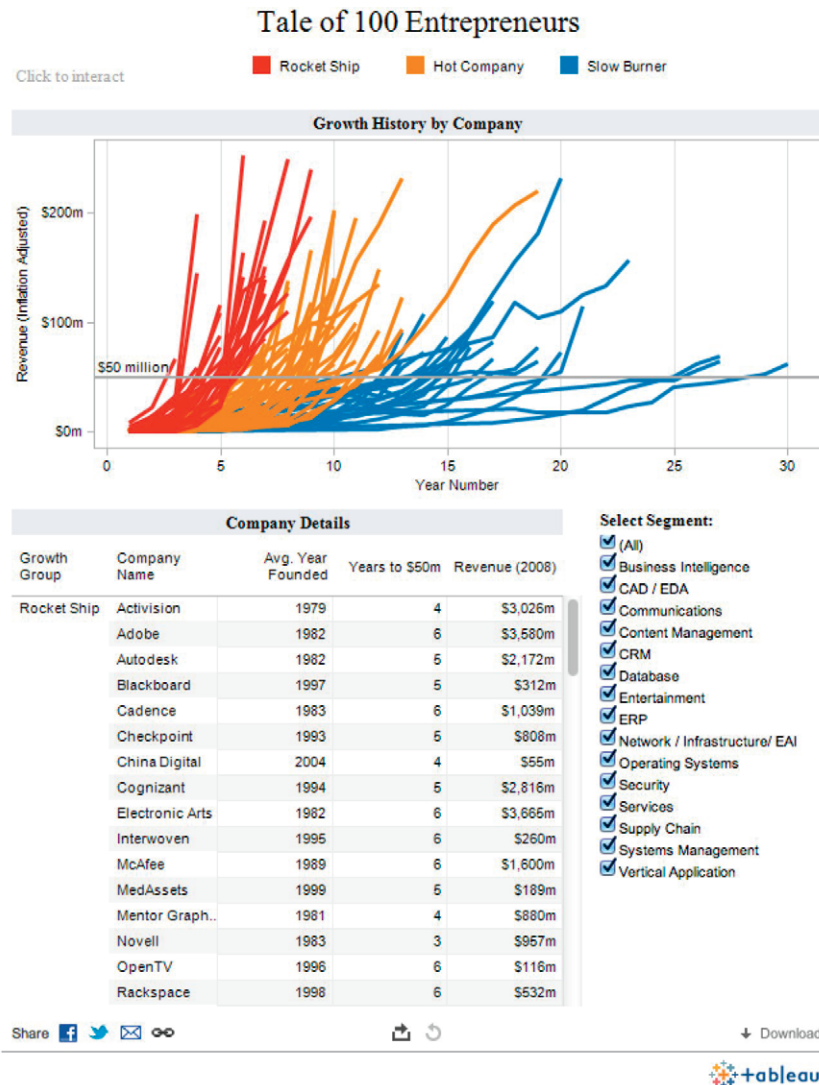 Tale of 100 Entrepreneurs
Click to interact
Rocket Ship Hot Company Slow Burner
Growth History by Company
Revenue (Inflation Adjusted)
$200m
$100m
$50 million
$0m
0 5 10 15 20 25 30
Year Number
Company Details
Growth Group Company Name Avg. Year Founded Years to $50m Revenue (2008)
Rocket Ship Activision 1979 4 $3,026m
Adobe 1982 6 $3,580m
Autodesk 1982 5 $2,172m
Blackboard 1997 5 $312m
Cadence 1983 6 $1,039m
Checkpoint 1993 5 $808m
China Digital 2004 4 $55m
Cognizant 1994 5 $2,816m
Electronic Arts 1982 6 $3,665m
Interwoven 1995 6 $260m
McAfee 1989 6 $1,600m
MedAssets 1999 5 $189m
Mentor Graph.. 1981 4 $880m
Novell 1983 3 $957m
OpenTV 1996 6 $116m
Rackspace 1998 6 $532m
Select Segment:
(All)
Business Intelligence
CAD / EDA
Communications
Content Management
CRM
Database
Entertainment
ERP
Network / Infrastructure/ EAI
Operating Systems
Security
Services
Supply Chain
Systems Management
Vertical Application
Share
Download
+ableau